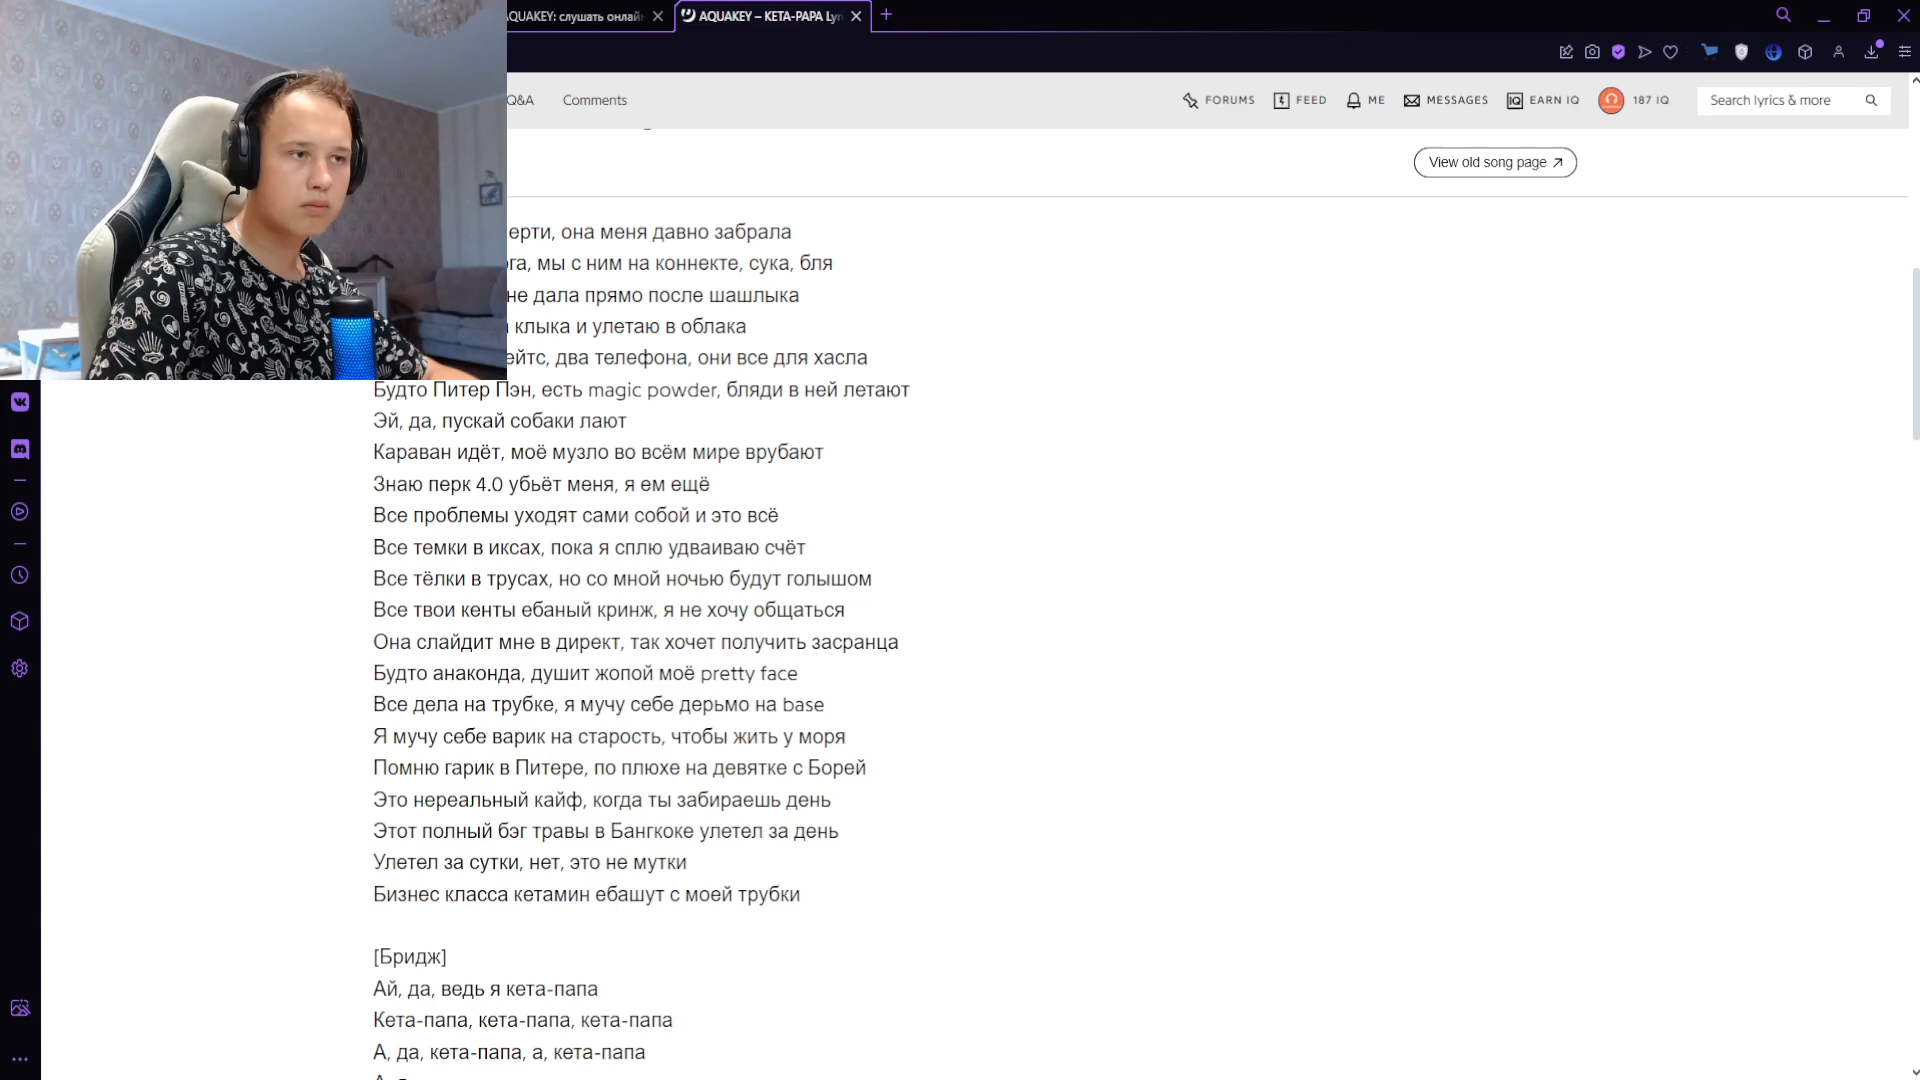 QUAKEY: слушать онлай
AQUAKEY – KETA-PAPA Lyr
Q&A
Comments
FORUMS
FEED
ME
MESSAGES
EARN IQ
187 IQ
Search lyrics & more
View old song page
ерти, она меня давно забрала
га, мы с ним на коннекте, сука, бля
не дала прямо после шашлыка
клыка и улетаю в облака
ейтс, два телефона, они все для хасла
Будто Питер Пэн, есть magic powder, бляди в ней летают
Эй, да, пускай собаки лают
Караван идёт, моё музло во всём мире врубают
Знаю перк 4.0 убьёт меня, я ем ещё
Все проблемы уходят сами собой и это всё
Все темки в иксах, пока я сплю удваиваю счёт
Все тёлки в трусах, но со мной ночью будут голышом
Все твои кенты ебаный кринж, я не хочу общаться
Она слайдит мне в директ, так хочет получить засранца
Будто анаконда, душит жопой моё pretty face
Все дела на трубке, я мучу себе дерьмо на base
Я мучу себе варик на старость, чтобы жить у моря
Помню гарик в Питере, по плюхе на девятке с Борей
Это нереальный кайф, когда ты забираешь день
Этот полный бэг травы в Бангкоке улетел за день
Улетел за сутки, нет, это не мутки
Бизнес класса кетамин ебашут с моей трубки
[Бридж]
Ай, да, ведь я кета-папа
Кета-папа, кета-папа, кета-папа
А, да, кета-папа, а, кета-папа